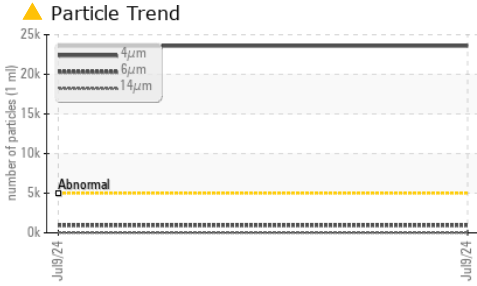 Particle Trend
number of particles (1 ml)
25k
20k
15k
10k
5k
0k
4µm
6µm
14µm
Abnormal
Jul9/24
Jul9/24